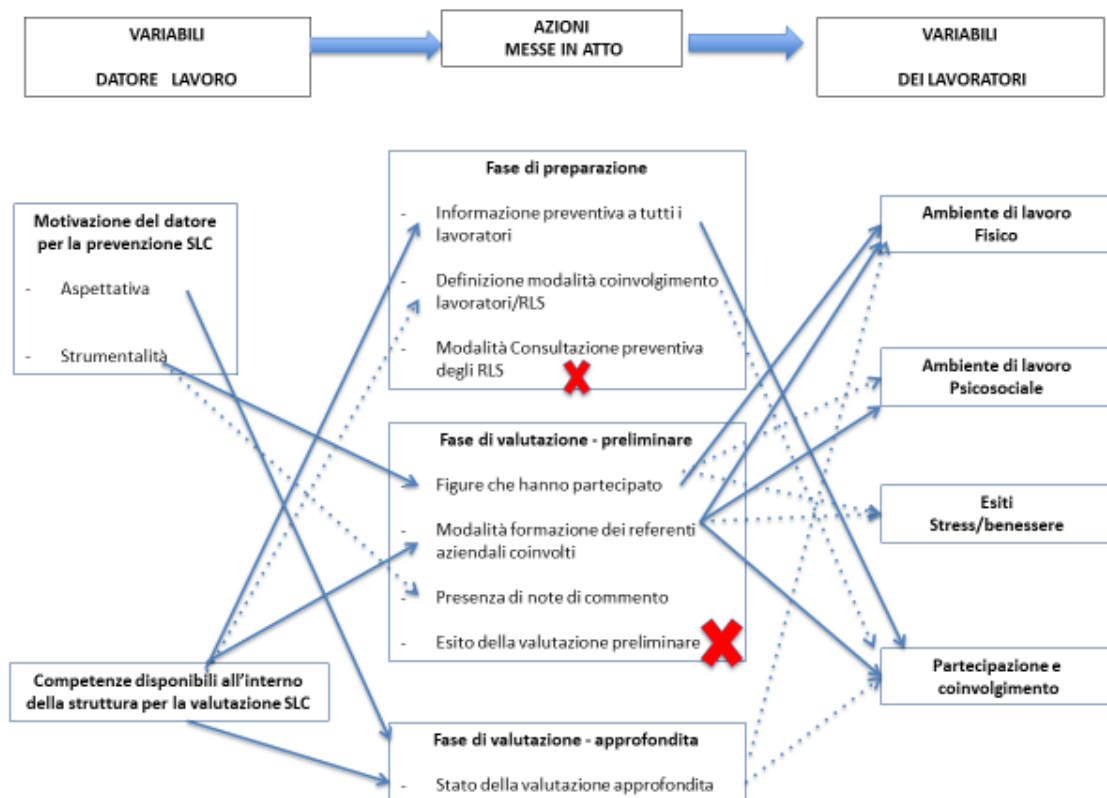 VARIABILI
DATORE LAVORO
AZIONI
MESSE IN ATTO
VARIABILI
DEI LAVORATORI
Motivazione del datore
per la prevenzione SLC
- Aspettativa
- Strumentalità
Competenze disponibili all'interno
della struttura per la valutazione SLC
Fase di preparazione
- Informazione preventiva a tutti i
lavoratori
- Definizione modalità coinvolgimento
lavoratori/RLS
- Modalità Consultazione preventiva
degli RLS
Fase di valutazione - preliminare
- Figure che hanno partecipato
- Modalità formazione dei referenti
aziendali coinvolti
- Presenza di note di commento
- Esito della valutazione preliminare
Fase di valutazione - approfondita
- Stato della valutazione approfondita
Ambiente di lavoro
Fisico
Ambiente di lavoro
Psicosociale
Esiti
Stress/benessere
Partecipazione e
coinvolgimento